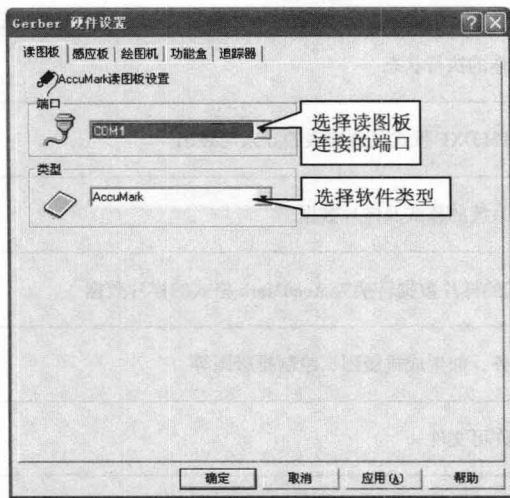 Gerber 硬件设置
读图板 感应板 绘图机 功能盒 追踪器
AccuMark读图板设置
端口
COM1
选择读图板
连接的端口
类型
AccuMark
选择软件类型
确定 取消 应用(A) 帮助